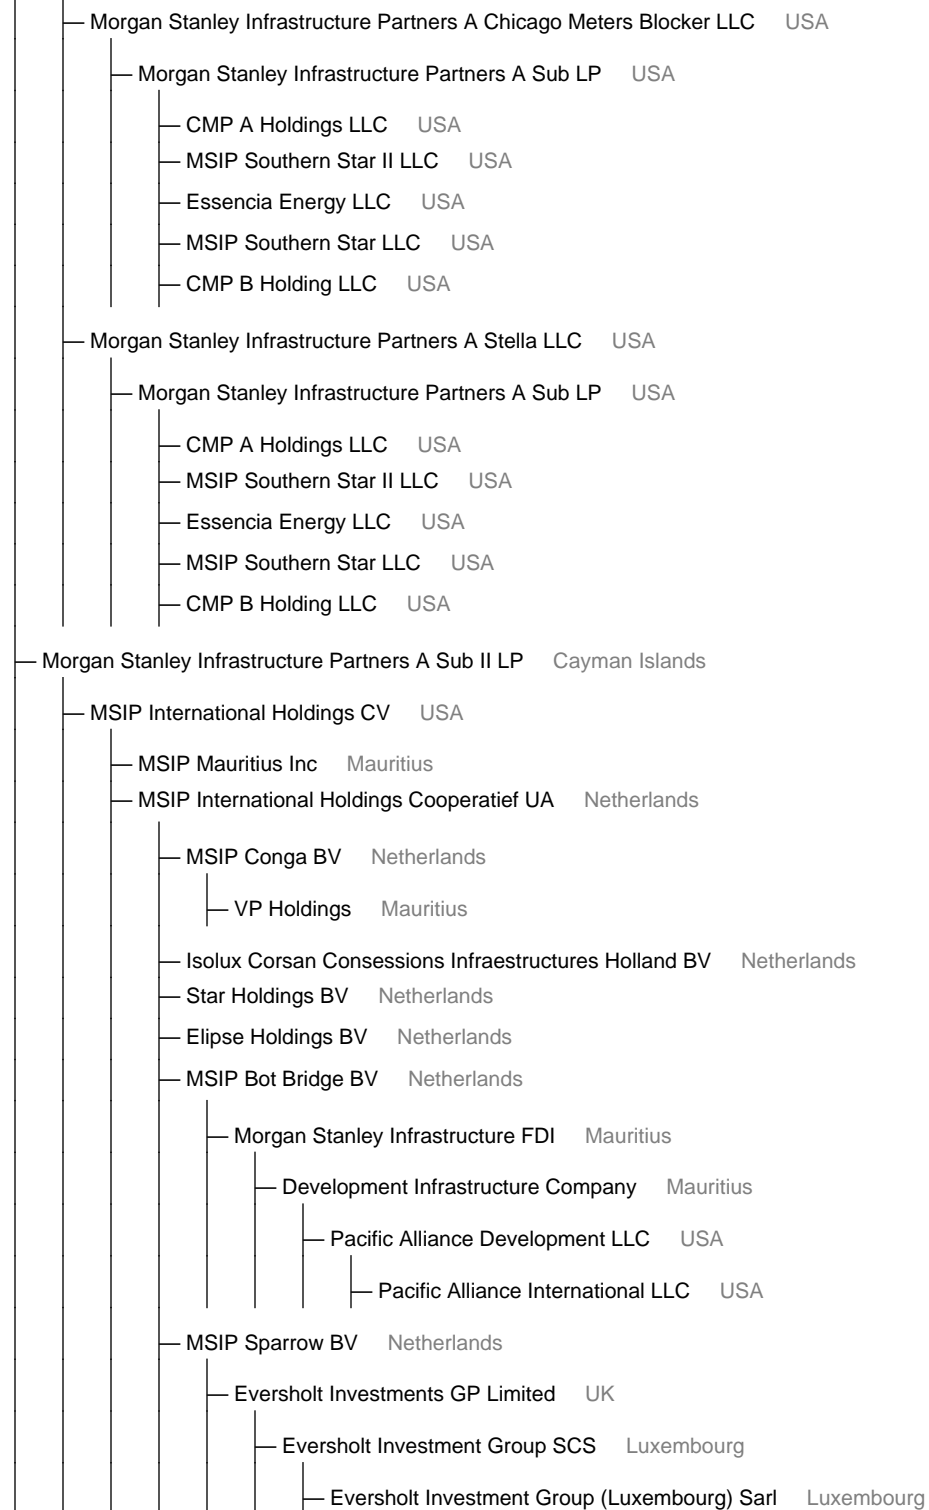 Morgan Stanley Infrastructure Partners A Chicago Meters Blocker LLC USA
Morgan Stanley Infrastructure Partners A Sub LP USA
CMP A Holdings LLC USA
MSIP Southern Star II LLC USA
Essencia Energy LLC USA
MSIP Southern Star LLC USA
CMP B Holding LLC USA
Morgan Stanley Infrastructure Partners A Stella LLC USA
Morgan Stanley Infrastructure Partners A Sub LP USA
CMP A Holdings LLC USA
MSIP Southern Star II LLC USA
Essencia Energy LLC USA
MSIP Southern Star LLC USA
CMP B Holding LLC USA
Morgan Stanley Infrastructure Partners A Sub II LP Cayman Islands
MSIP International Holdings CV USA
MSIP Mauritius Inc Mauritius
MSIP International Holdings Cooperatief UA Netherlands
MSIP Conga BV Netherlands
VP Holdings Mauritius
Isolux Corsan Consessions Infraestructures Holland BV Netherlands
Star Holdings BV Netherlands
Elipse Holdings BV Netherlands
MSIP Bot Bridge BV Netherlands
Morgan Stanley Infrastructure FDI Mauritius
Development Infrastructure Company Mauritius
Pacific Alliance Development LLC USA
Pacific Alliance International LLC USA
MSIP Sparrow BV Netherlands
Eversholt Investments GP Limited UK
Eversholt Investment Group SCS Luxembourg
Eversholt Investment Group (Luxembourg) Sarl Luxembourg